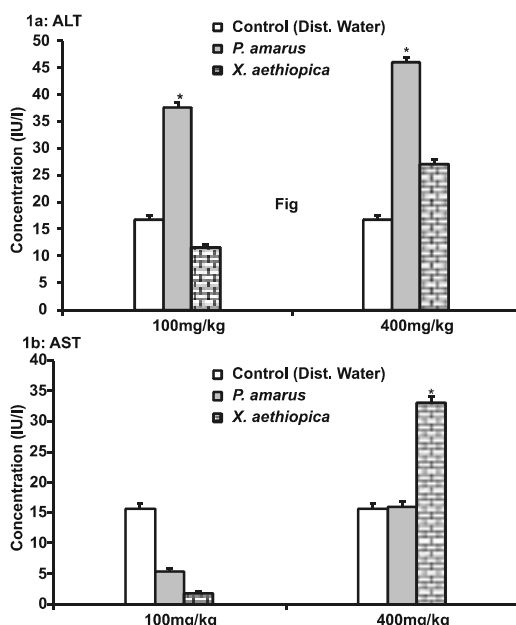 1a: ALT
Control (Dist. Water)
P. amarus
X. aethiopica
Concentration (IU/l)
50
45
40
35
30
25
20
15
10
5
0
*
*
Fig
100mg/kg
400mg/kg
1b: AST
Control (Dist. Water)
P. amarus
X. aethiopica
Concentration (IU/l)
40
35
30
25
20
15
10
5
0
*
100mg/kg
400mg/kg